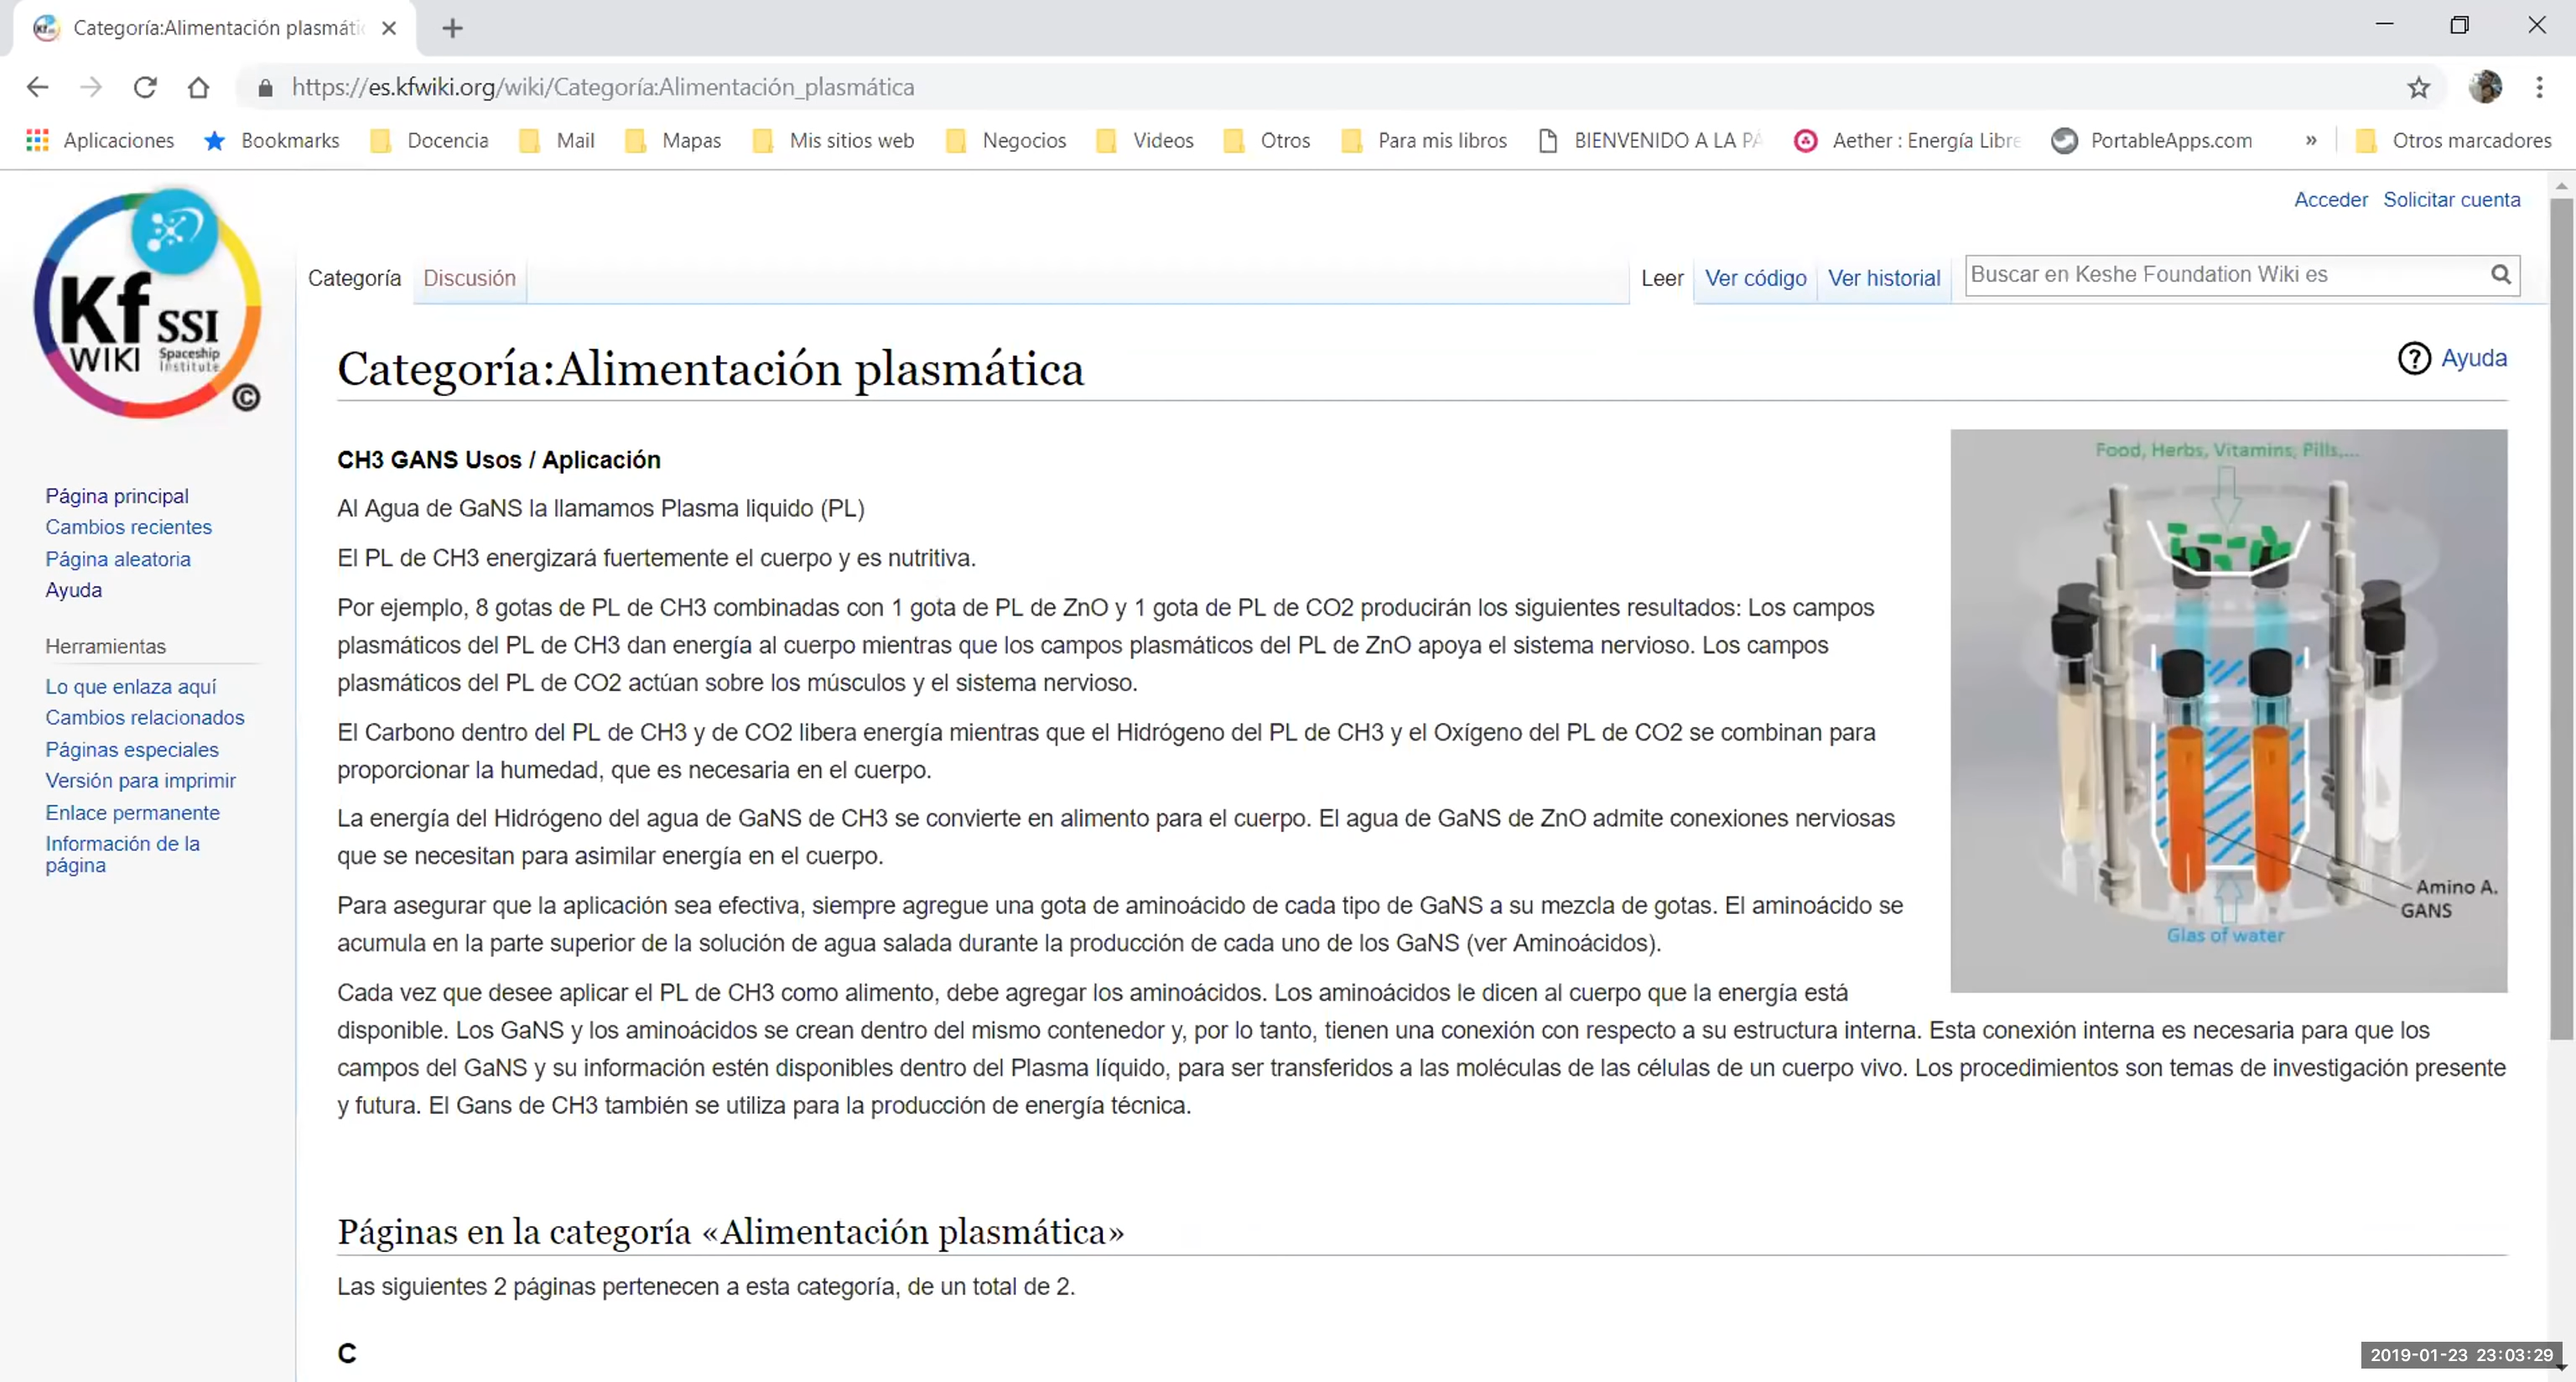 Categoría:Alimentación plasmátic
https://es.kfwiki.org/wiki/Categoría:Alimentación_plasmática
Aplicaciones Bookmarks Docencia Mail Mapas Mis sitios web Negocios Videos Otros Para mis libros BIENVENIDO A LA PÁ Aether : Energía Libre PortableApps.com » Otros marcadores
Acceder Solicitar cuenta
Kf SSI
WIKI Spaceship
Institute
©
Categoría Discusión Leer Ver código Ver historial Buscar en Keshe Foundation Wiki es
Categoría:Alimentación plasmática
Ayuda
Página principal
Cambios recientes
Página aleatoria
Ayuda
Herramientas
Lo que enlaza aquí
Cambios relacionados
Páginas especiales
Versión para imprimir
Enlace permanente
Información de la
página
CH3 GANS Usos / Aplicación
Al Agua de GaNS la llamamos Plasma liquido (PL)
El PL de CH3 energizará fuertemente el cuerpo y es nutritiva.
Por ejemplo, 8 gotas de PL de CH3 combinadas con 1 gota de PL de ZnO y 1 gota de PL de CO2 producirán los siguientes resultados: Los campos
plasmáticos del PL de CH3 dan energía al cuerpo mientras que los campos plasmáticos del PL de ZnO apoya el sistema nervioso. Los campos
plasmáticos del PL de CO2 actúan sobre los músculos y el sistema nervioso.
El Carbono dentro del PL de CH3 y de CO2 libera energía mientras que el Hidrógeno del PL de CH3 y el Oxígeno del PL de CO2 se combinan para
proporcionar la humedad, que es necesaria en el cuerpo.
La energía del Hidrógeno del agua de GaNS de CH3 se convierte en alimento para el cuerpo. El agua de GaNS de ZnO admite conexiones nerviosas
que se necesitan para asimilar energía en el cuerpo.
Para asegurar que la aplicación sea efectiva, siempre agregue una gota de aminoácido de cada tipo de GaNS a su mezcla de gotas. El aminoácido se
acumula en la parte superior de la solución de agua salada durante la producción de cada uno de los GaNS (ver Aminoácidos).
Cada vez que desee aplicar el PL de CH3 como alimento, debe agregar los aminoácidos. Los aminoácidos le dicen al cuerpo que la energía está
disponible. Los GaNS y los aminoácidos se crean dentro del mismo contenedor y, por lo tanto, tienen una conexión con respecto a su estructura interna. Esta conexión interna es necesaria para que los
campos del GaNS y su información estén disponibles dentro del Plasma líquido, para ser transferidos a las moléculas de las células de un cuerpo vivo. Los procedimientos son temas de investigación presente
y futura. El Gans de CH3 también se utiliza para la producción de energía técnica.
Food, Herbs, Vitamins, Pills,...
Amino A.
GANS
Glas of water
Páginas en la categoría «Alimentación plasmática»
Las siguientes 2 páginas pertenecen a esta categoría, de un total de 2.
C
2019-01-23 23:03:29